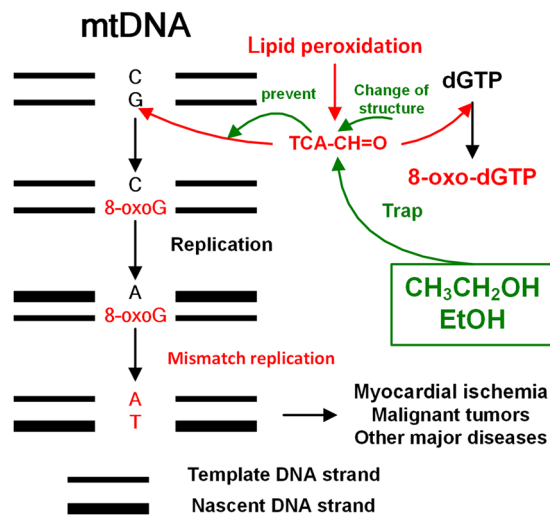 mtDNA
Lipid peroxidation
C
G
prevent
Change of
structure
dGTP
TCA-CH=O
8-oxo-dGTP
C
8-oxoG
Trap
Replication
CH₃CH₂OH
EtOH
A
8-oxoG
Mismatch replication
A
T
Myocardial ischemia
Malignant tumors
Other major diseases
Template DNA strand
Nascent DNA strand